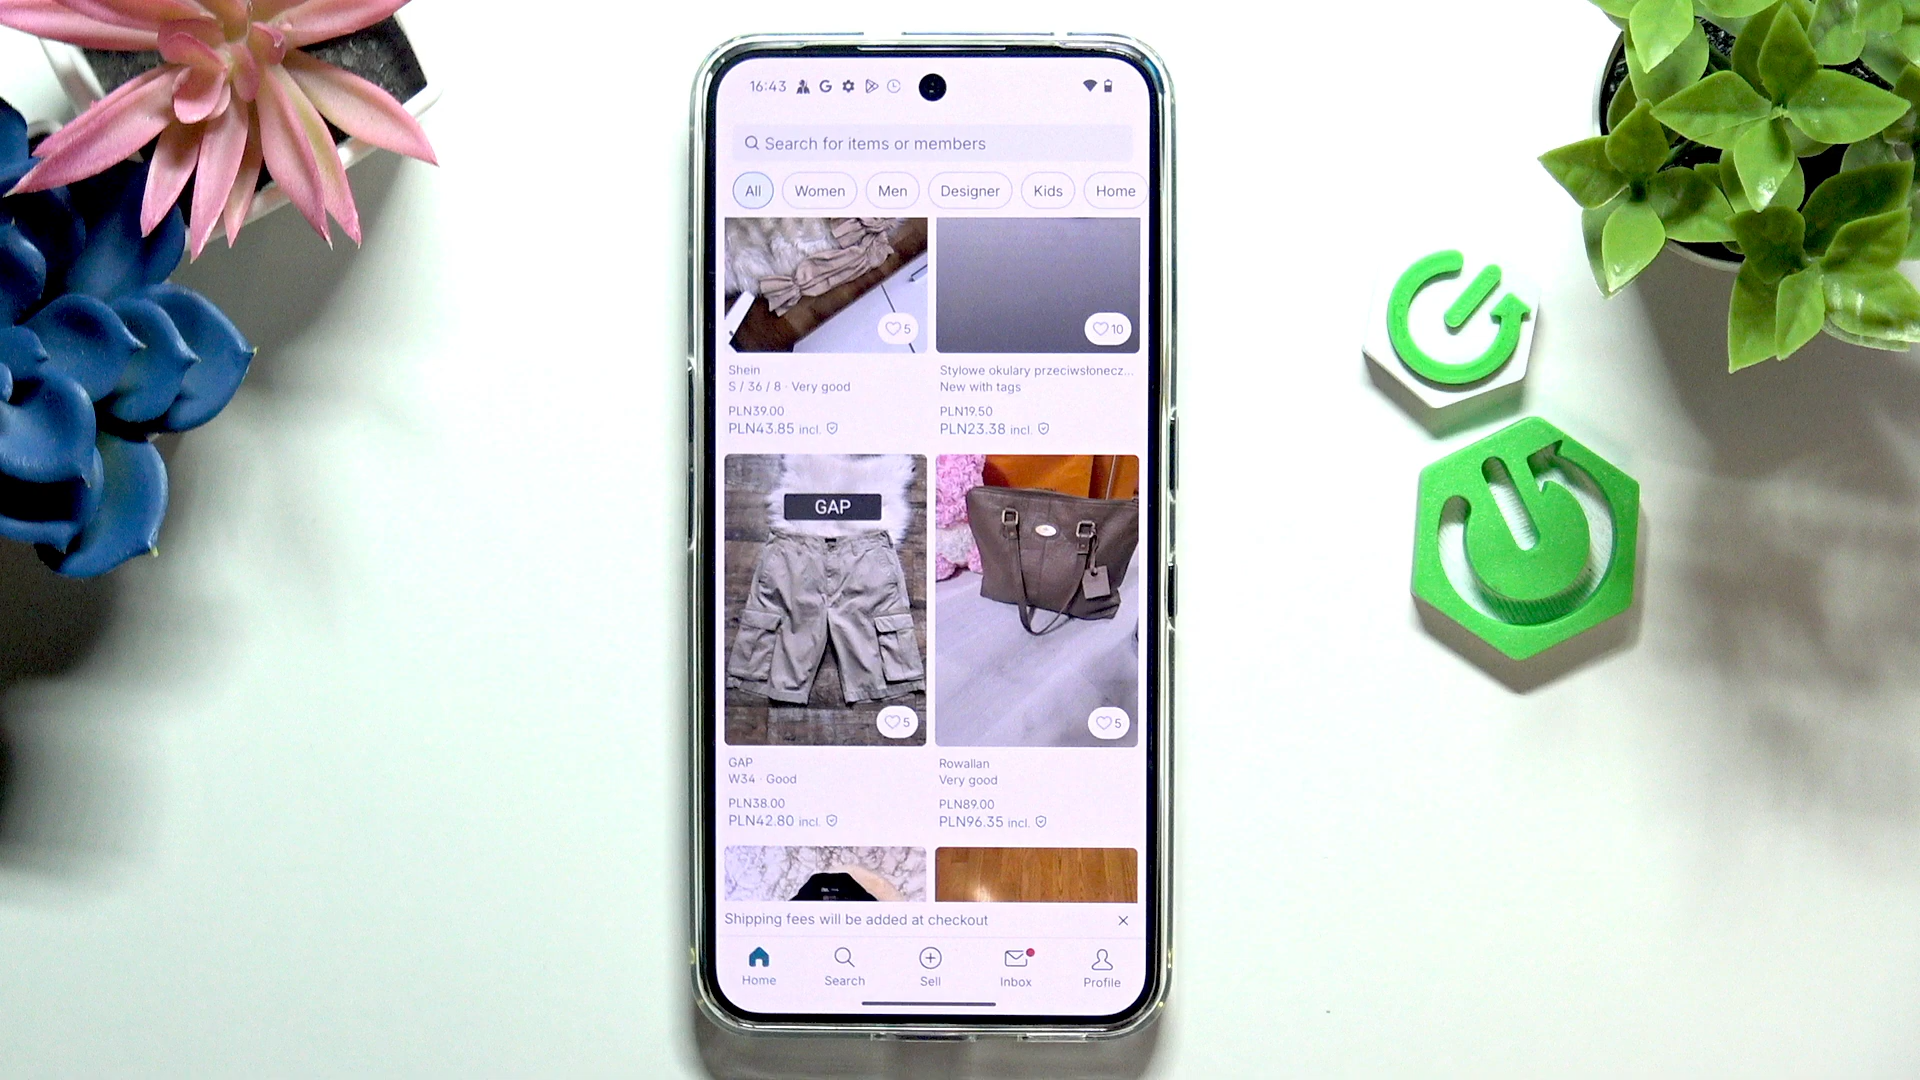 16:43
Search for items or members
All Women Men Designer Kids Home
5
10
Shein
S / 36 / 8 · Very good
PLN39.00
PLN43.85 incl.
Stylowe okulary przeciwsłonecz...
New with tags
PLN19.50
PLN23.38 incl.
GAP
5
5
GAP
W34 · Good
PLN38.00
PLN42.80 incl.
Rowallan
Very good
PLN89.00
PLN96.35 incl.
Shipping fees will be added at checkout
Home Search Sell Inbox Profile